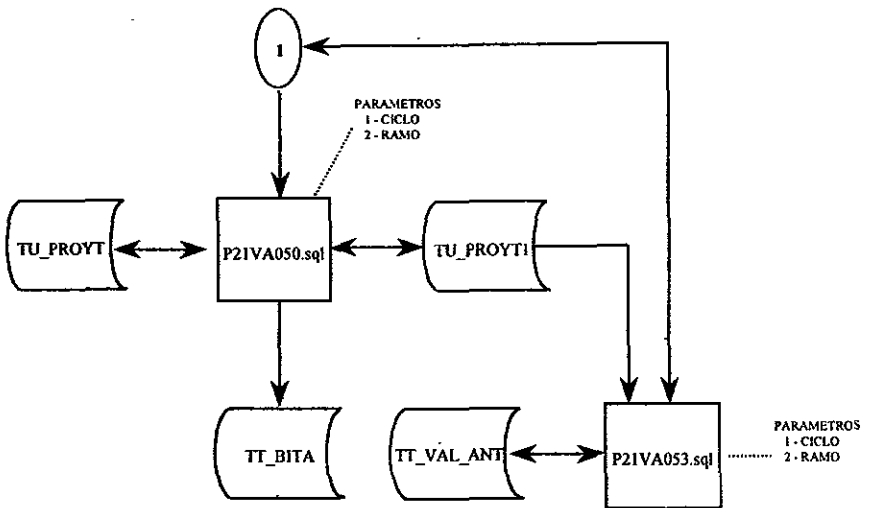 1
PARAMETROS
1 - CICLO
2 - RAMO
TU_PROYT
P21VA050.sql
TU_PROYT1
TT_BITA
TT_VAL_ANT
P21VA053.sql
PARAMETROS
1 - CICLO
2 - RAMO